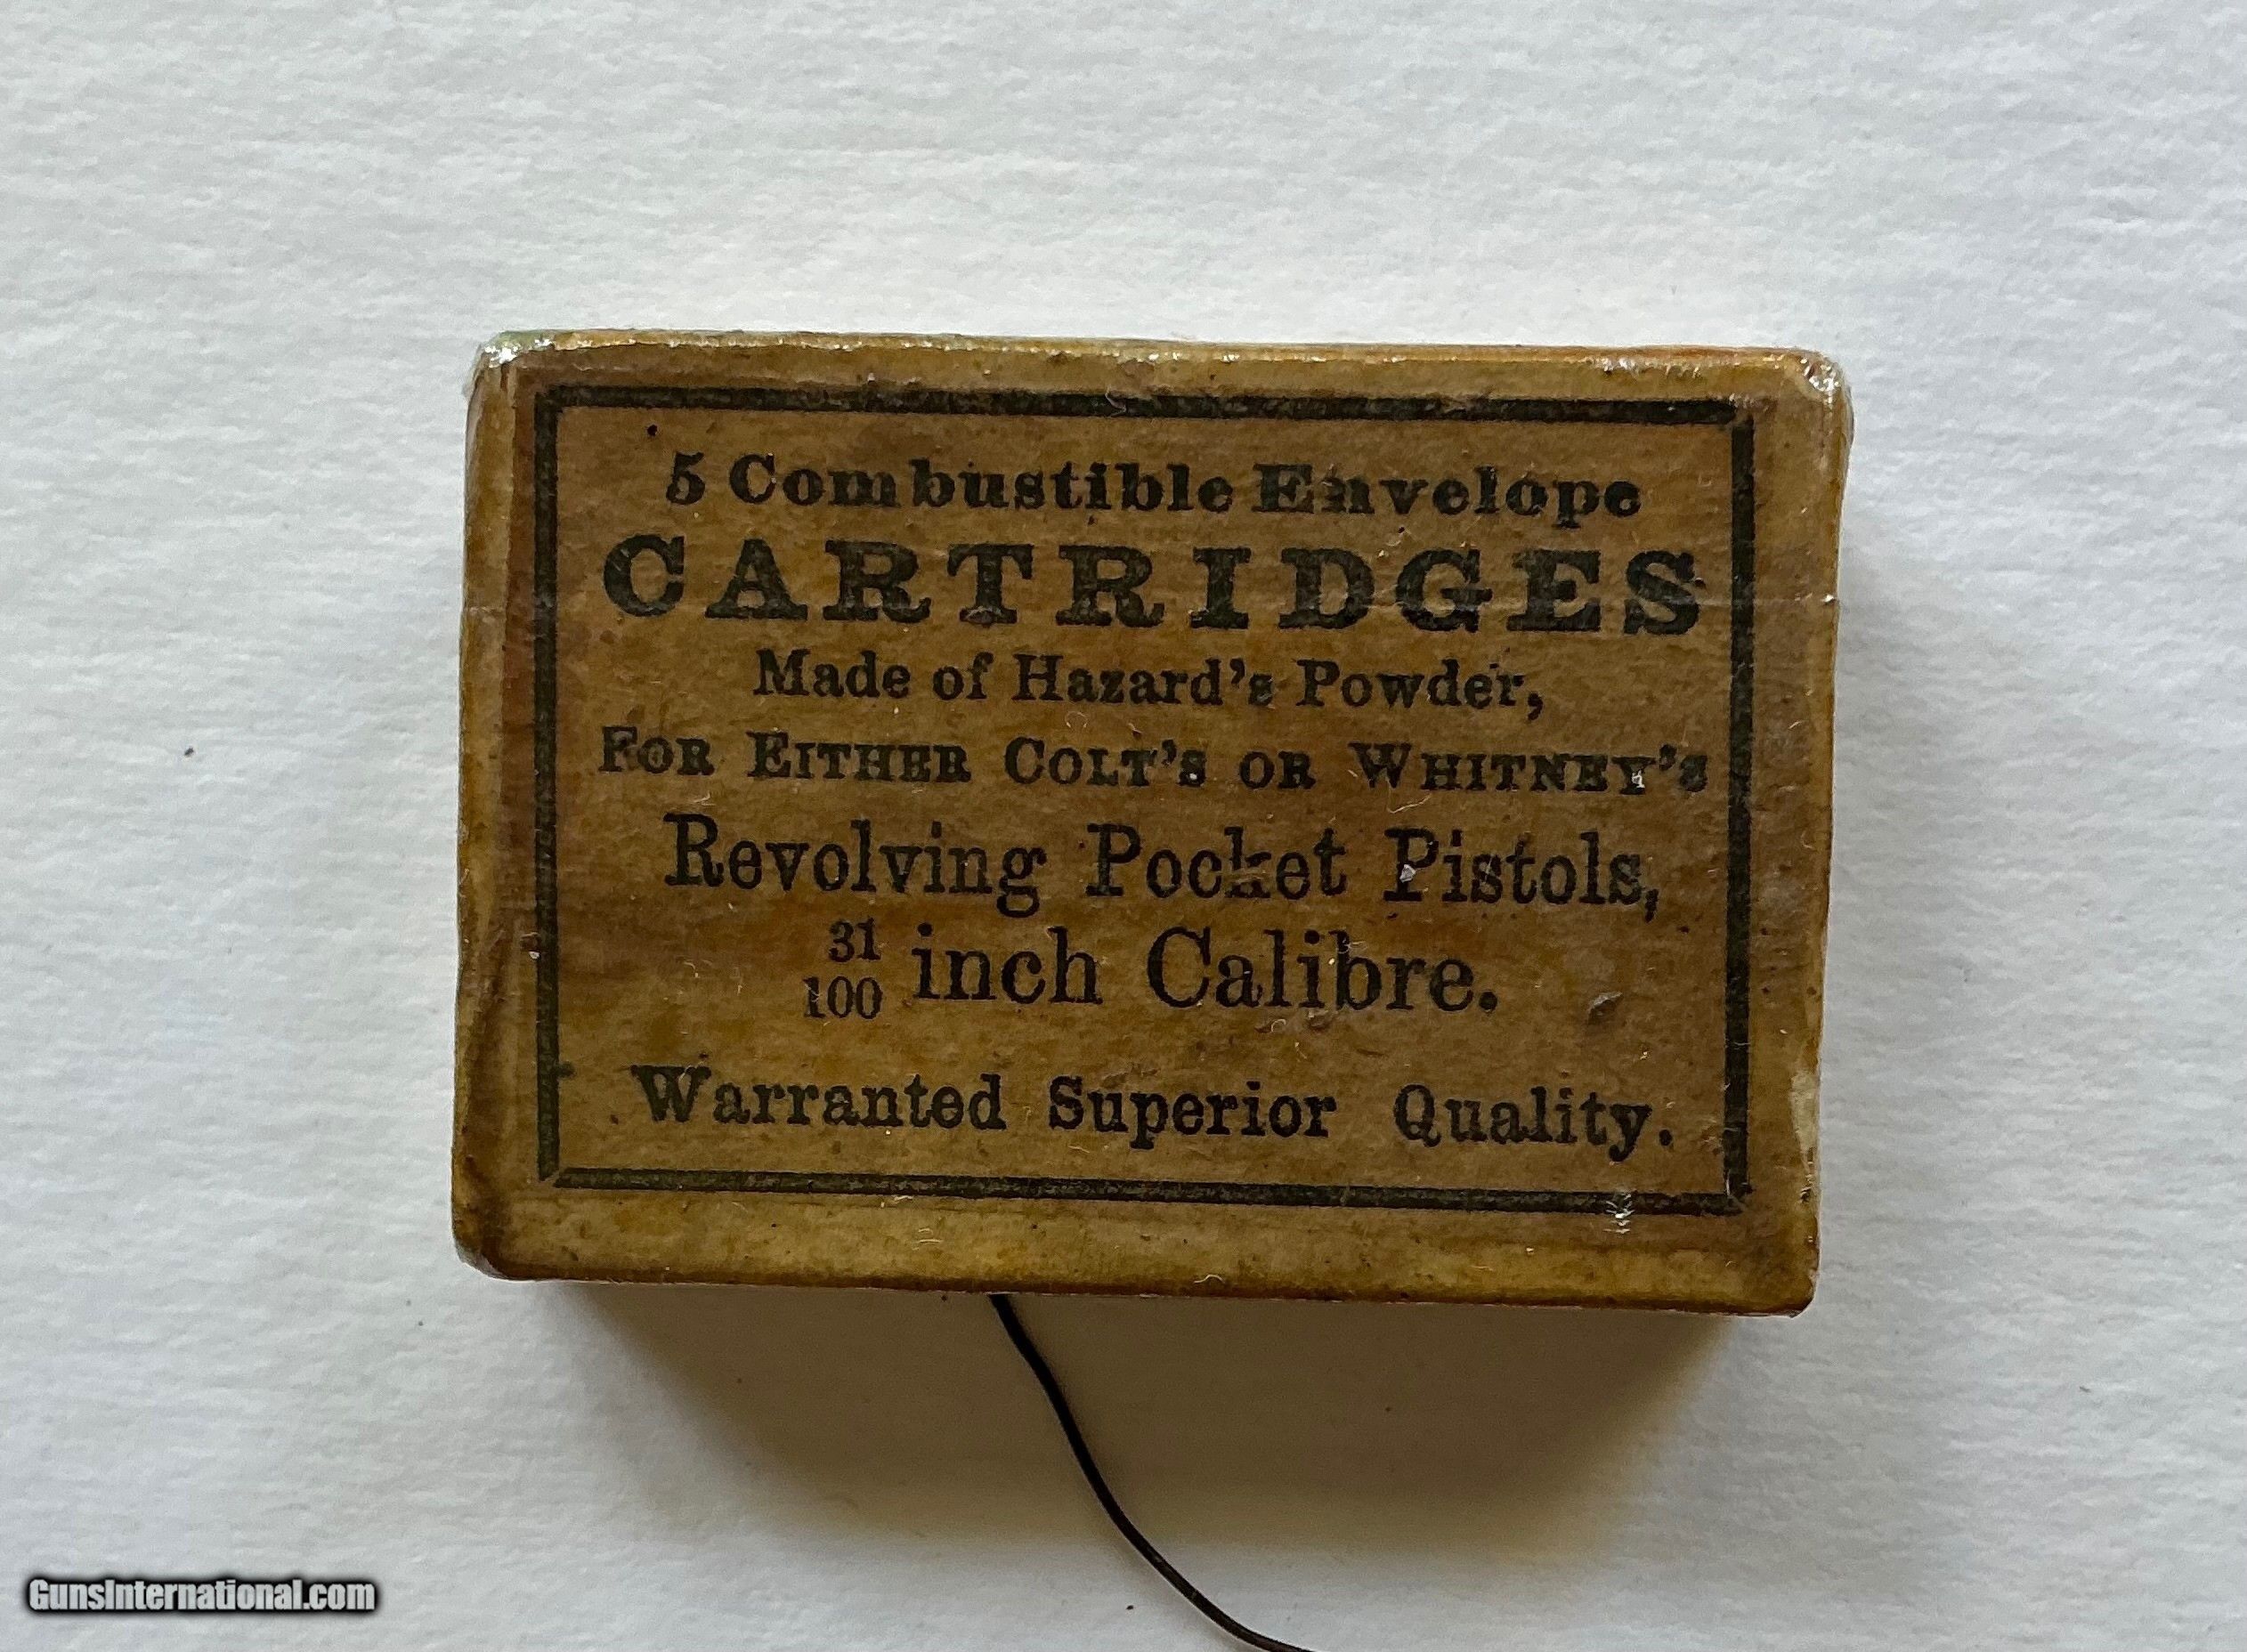 5 Combustible Envelope
CARTRIDGES
Made of Hazard's Powder,
FOR EITHER COLT'S OR WHITNEY'S
Revolving Pocket Pistols,
31/100 inch Calibre.
Warranted Superior Quality.
GunsInternational.com